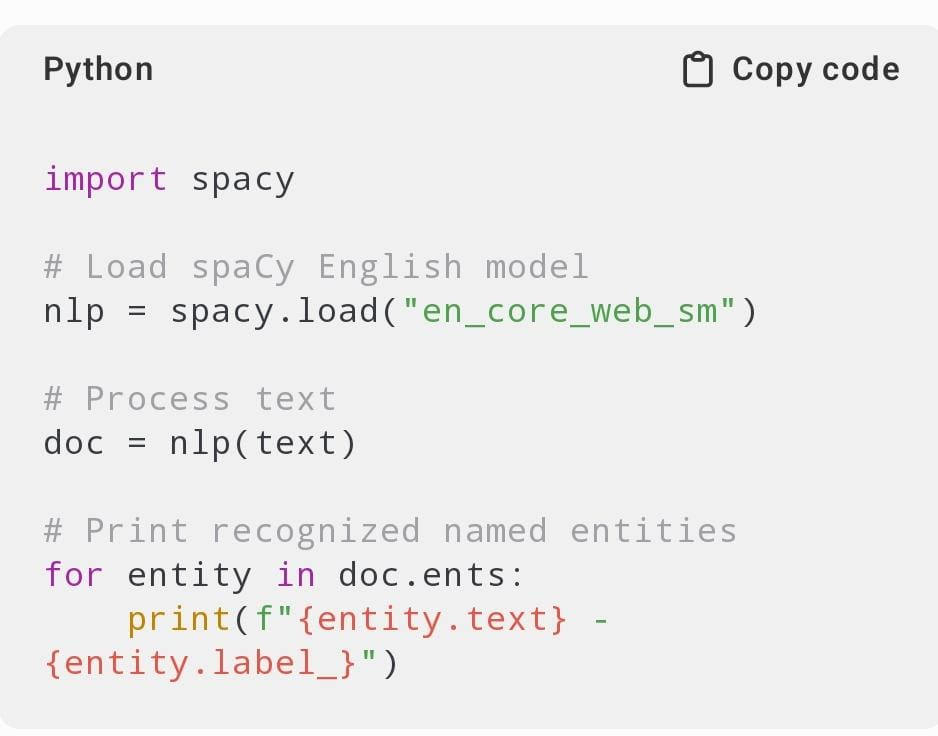 Python
Copy code
import spacy
# Load spaCy English model
nlp = spacy.load("en_core_web_sm")
# Process text
doc = nlp(text)
# Print recognized named entities
for entity in doc.ents:
    print(f"{entity.text} -
{entity.label_}")